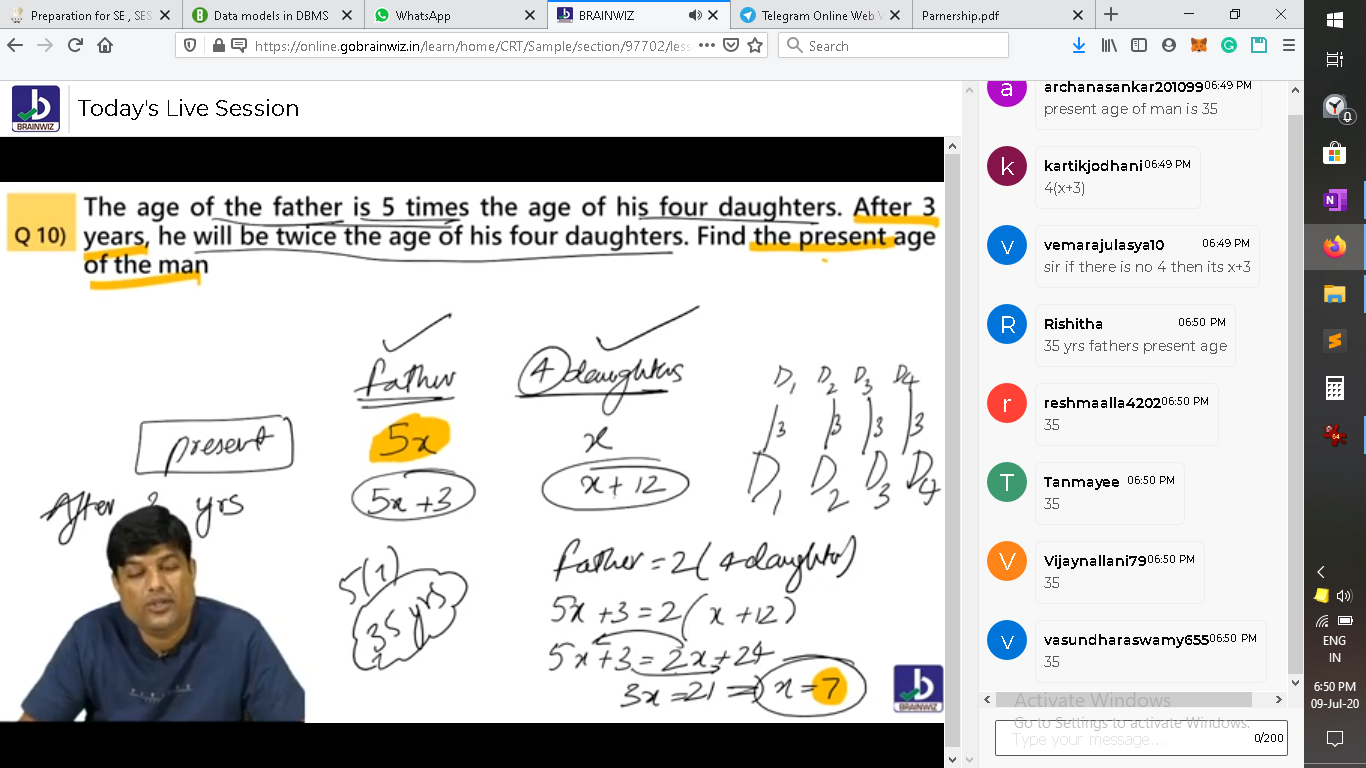 Preparation for SE , SES
Data models in DBMS
WhatsApp
BRAINWIZ
Telegram Online Web
Parnership.pdf
https://online.gobrainwiz.in/learn/home/CRT/Sample/section/97702/less
Search
BRAINWIZ
Today's Live Session
Q 10)
The age of the father is 5 times the age of his four daughters. After 3
years, he will be twice the age of his four daughters. Find the present age
of the man
father
4 daughters
D1 D2 D3 D4
present
5x
x
3 3 3 3
After yrs
5x+3
x+12
D1 D2 D3 D4
father = 2( 4 daughters)
5(7)
35 yrs
5x+3 = 2( x+12)
5x+3 = 2x+24
3x = 21 ⇒ x = 7
BRAINWIZ
a
archanasankar201099 06:49 PM
present age of man is 35
k
kartikjodhani 06:49 PM
4(x+3)
v
vemarajulasya10 06:49 PM
sir if there is no 4 then its x+3
R
Rishitha 06:50 PM
35 yrs fathers present age
r
reshmaalla4202 06:50 PM
35
T
Tanmayee 06:50 PM
35
V
Vijaynallani79 06:50 PM
35
v
vasundharaswamy655 06:50 PM
35
Activate Windows
Go to Settings to activate Windows.
Type your message...
0/200
N
64
ENG
IN
6:50 PM
09-Jul-20